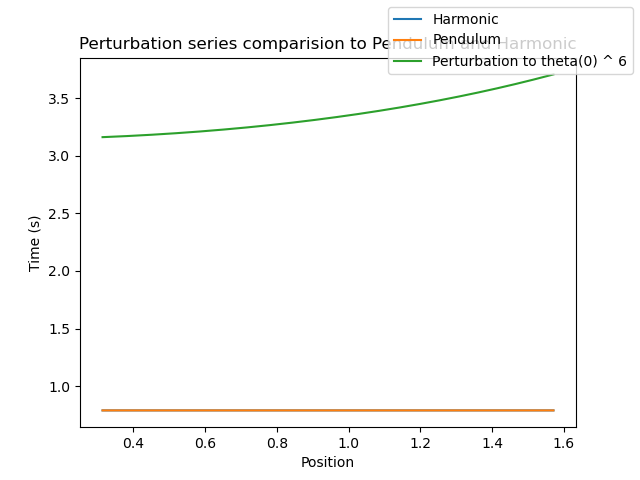 Perturbation series comparision to Pendulum and Harmonic
Harmonic
Pendulum
Perturbation to theta(0) ^ 6
Time (s)
3.5
3.0
2.5
2.0
1.5
1.0
0.4 0.6 0.8 1.0 1.2 1.4 1.6
Position